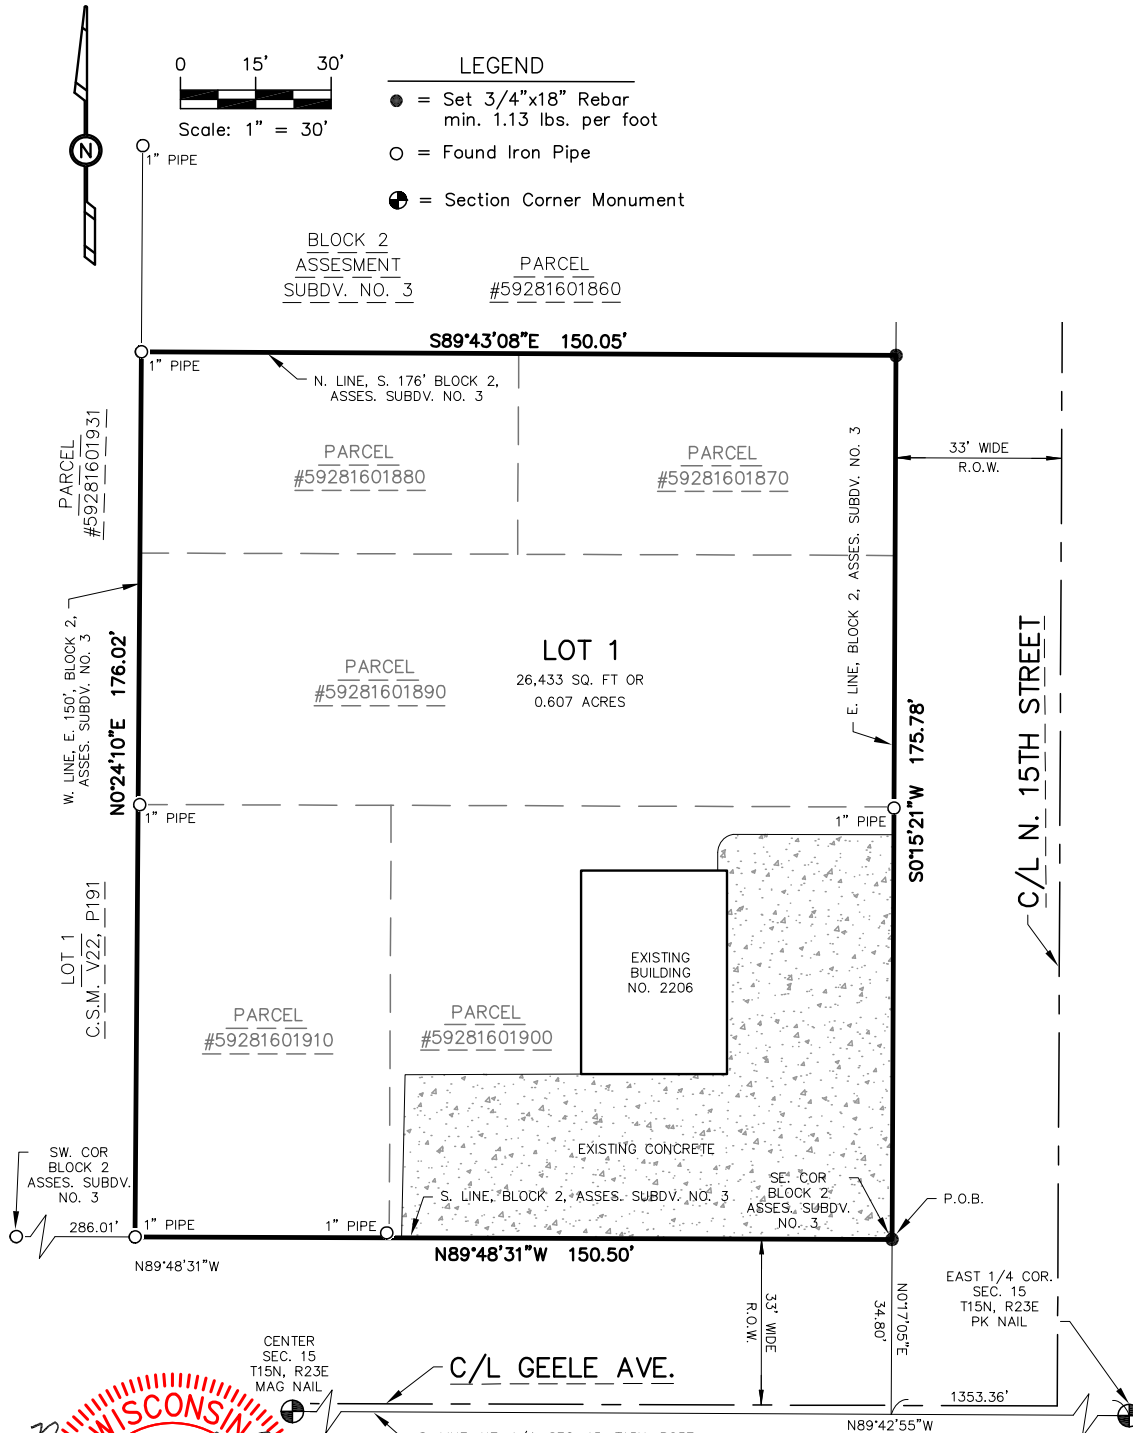 0 15' 30'
Scale: 1" = 30'
LEGEND
= Set 3/4"x18" Rebar
min. 1.13 lbs. per foot
= Found Iron Pipe
= Section Corner Monument
N
1" PIPE
BLOCK 2
ASSESMENT
SUBDV. NO. 3
PARCEL
#59281601860
S89°43'08"E 150.05'
1" PIPE
N. LINE, S. 176' BLOCK 2,
ASSES. SUBDV. NO. 3
PARCEL
#59281601931
PARCEL
#59281601880
PARCEL
#59281601870
E. LINE, BLOCK 2, ASSES. SUBDV. NO. 3
33' WIDE
R.O.W.
W. LINE, E. 150', BLOCK 2,
ASSES. SUBDV. NO. 3
N0°24'10"E 176.02'
LOT 1
26,433 SQ. FT OR
0.607 ACRES
PARCEL
#59281601890
S0°15'21"W 175.78'
C/L N. 15TH STREET
1" PIPE
1" PIPE
LOT 1
C.S.M. V22, P191
EXISTING
BUILDING
NO. 2206
PARCEL
#59281601910
PARCEL
#59281601900
EXISTING CONCRETE
SW. COR
BLOCK 2
ASSES. SUBDV.
NO. 3
SE. COR
BLOCK 2
ASSES. SUBDV.
NO. 3
S. LINE, BLOCK 2, ASSES. SUBDV. NO. 3
P.O.B.
286.01'
1" PIPE
1" PIPE
N89°48'31"W
N89°48'31"W 150.50'
33' WIDE
R.O.W.
N0°17'05"E
34.80'
EAST 1/4 COR.
SEC. 15
T15N, R23E
PK NAIL
CENTER
SEC. 15
T15N, R23E
MAG NAIL
C/L GEELE AVE.
1353.36'
N89°42'55"W
WISCONSIN